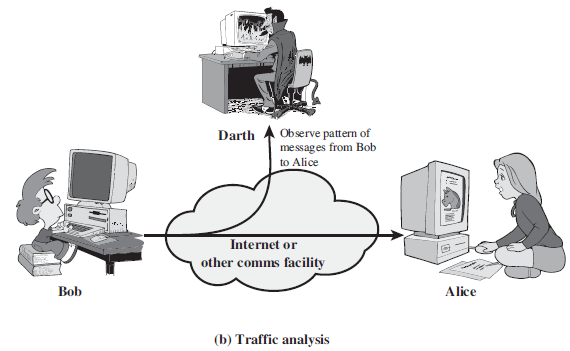 Darth
Observe pattern of
messages from Bob
to Alice
Internet or
other comms facility
Bob
Alice
(b) Traffic analysis